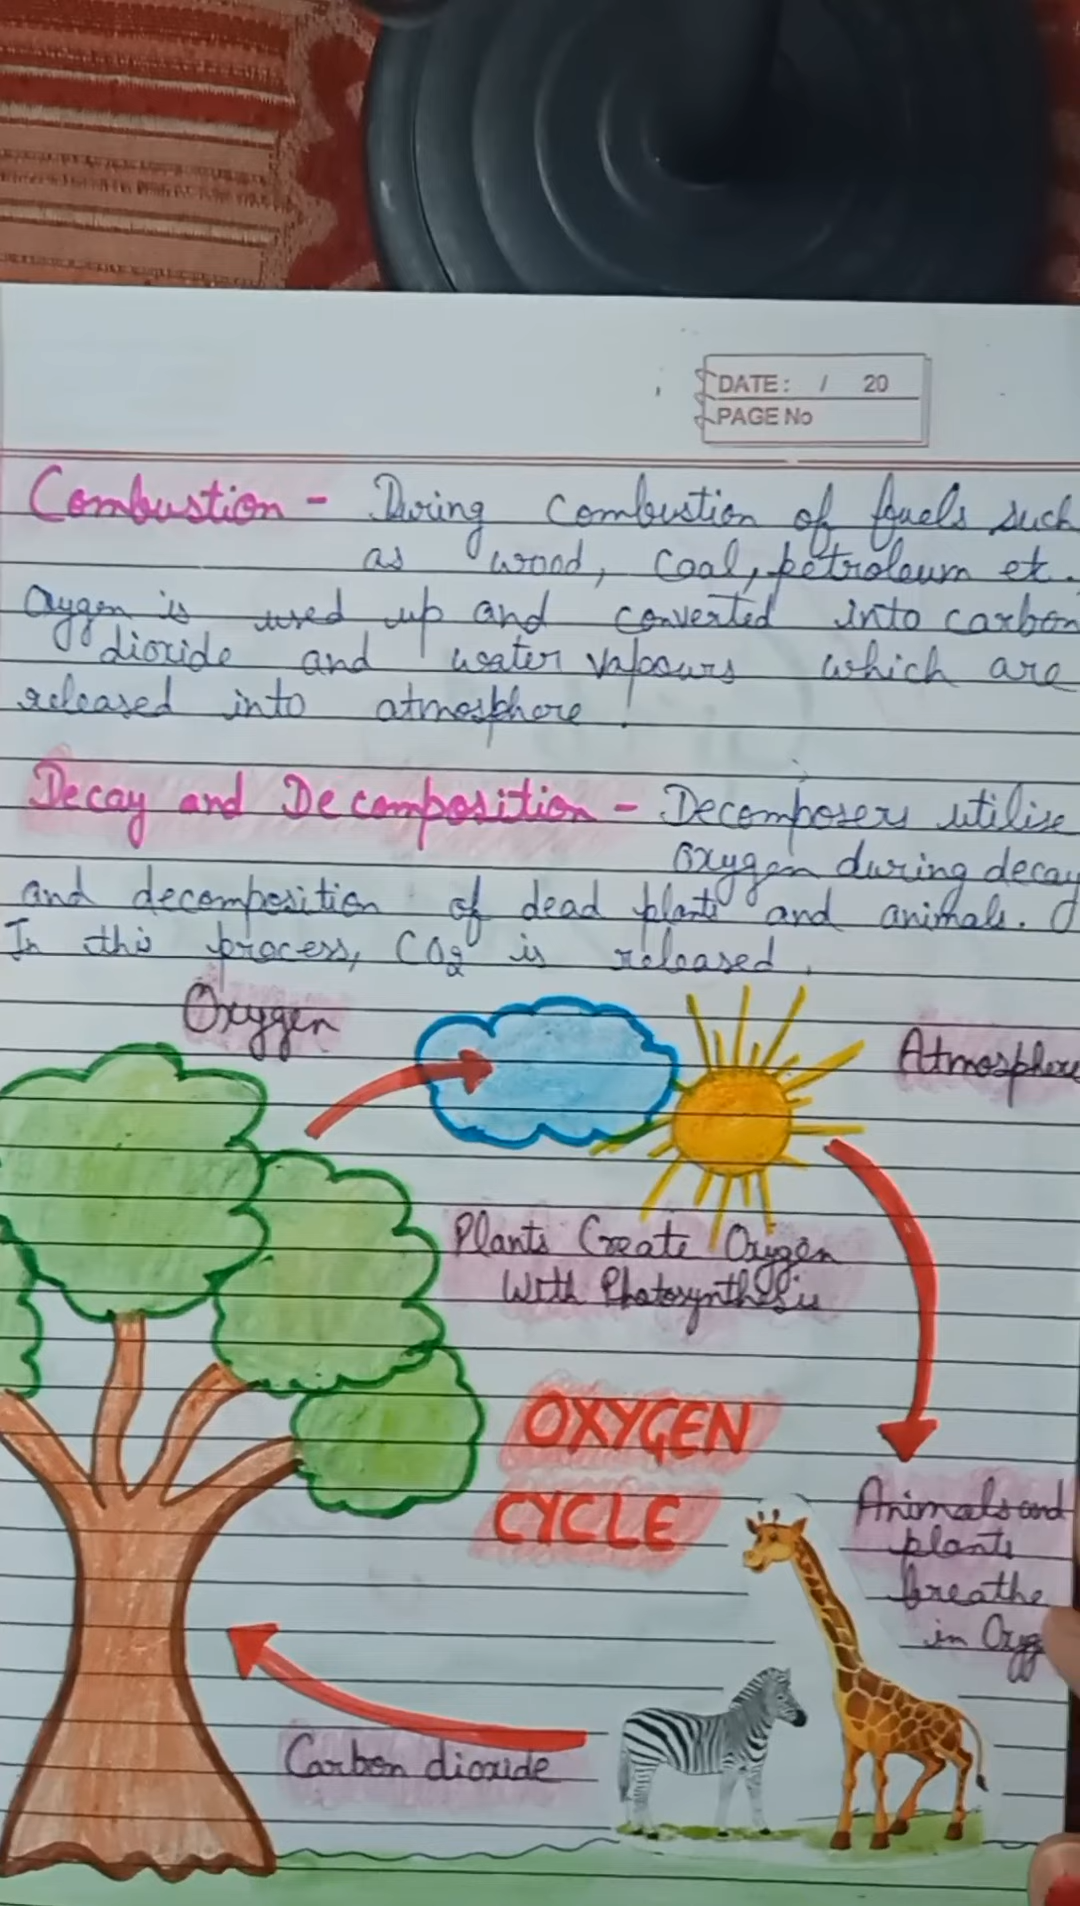 DATE: / 20
PAGE No
Combustion - During combustion of fuels such
as wood, coal, petroleum etc.
Oxygen is used up and converted into carbon
dioxide and water vapours which are
released into atmosphere.
Decay and Decomposition - Decomposers utilise
oxygen during decay
and decomposition of dead plants and animals.
In this process, CO2 is released.
Oxygen
Atmosphere
Plants Create Oxygen
With Photosynthesis
OXYGEN
CYCLE
Animals and
plants
breathe
in Oxyg
Carbon dioxide